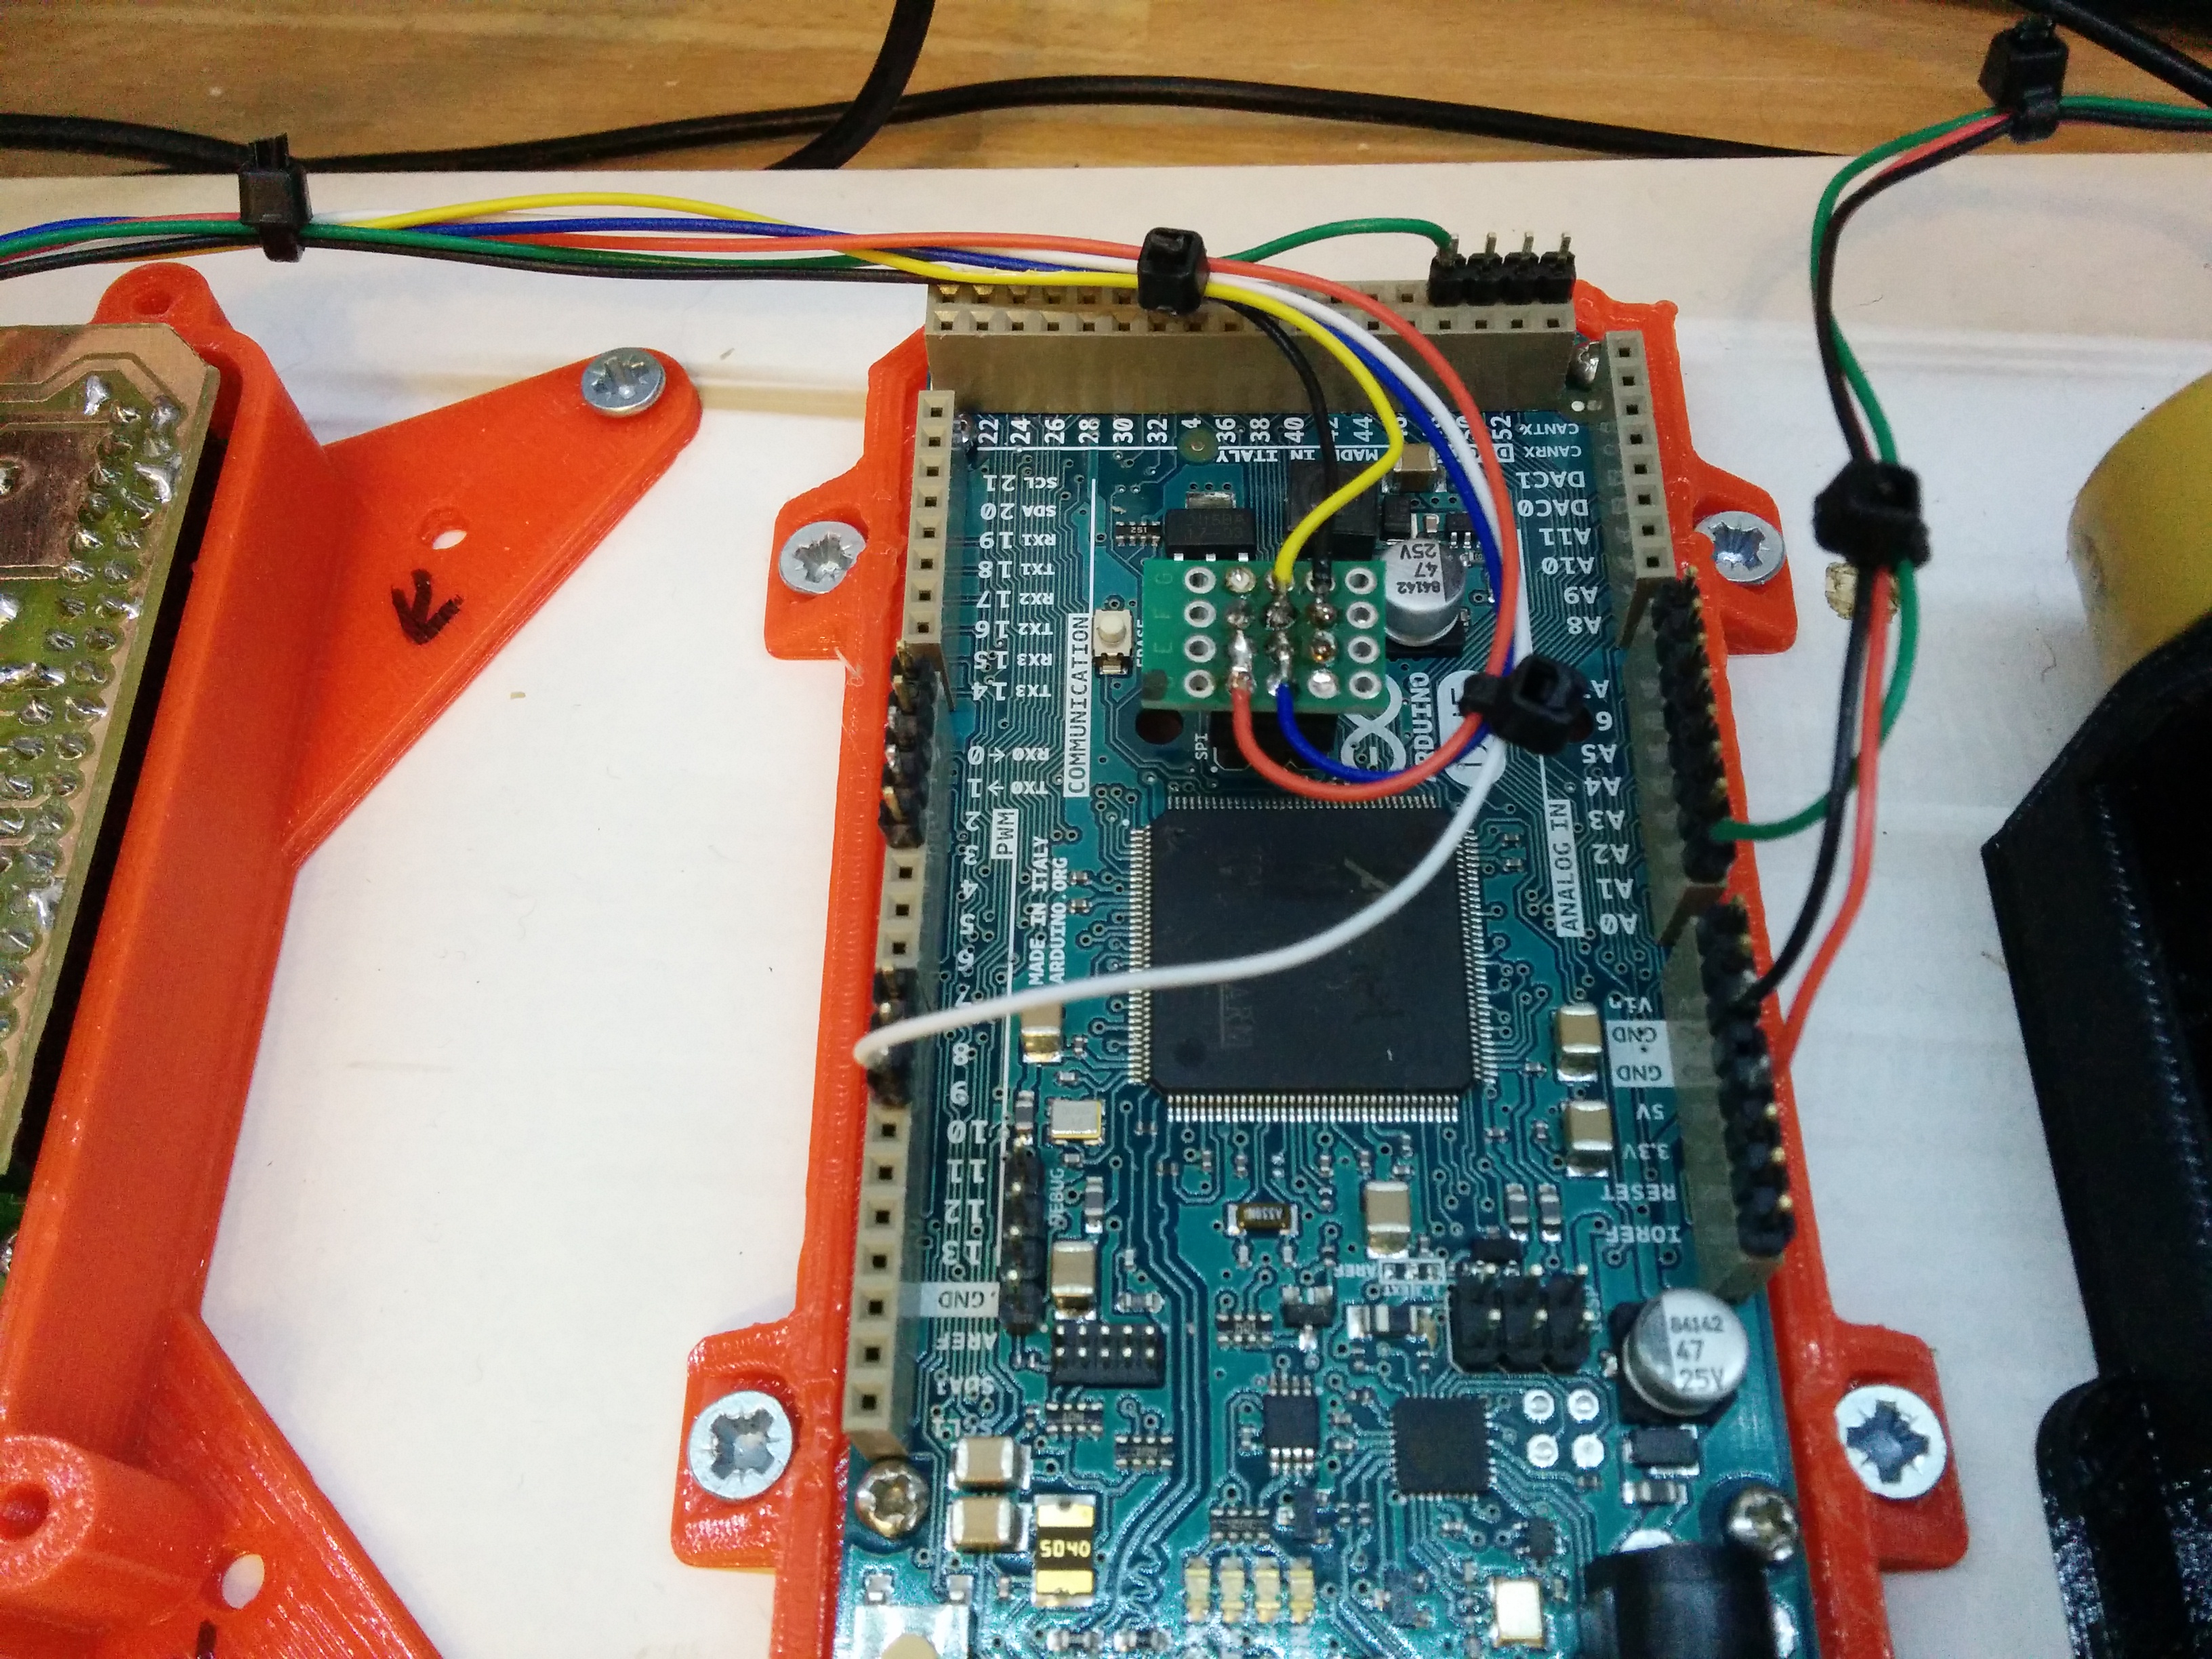 22
24
26
28
30
32
4
36
38
40
44
52
MADE IN ITALY
CANTX
CANRX
DAC1
DAC0
A11
A10
A9
A8
6
A5
A4
A3
A2
A1
A0
ANALOG IN
Vin
GND
GND
5V
3.3V
RESET
IOREF
SCL 21
SDA 20
RX1 19
TX1 18
RX2 17
TX2 16
RX3 15
TX3 14
RX0←0
TX0→1
COMMUNICATION
2
3
4
5
7
8
9
10
11
13
GND
AREF
SDA1
PWM
MADE IN ITALY
ARDUINO.ORG
G
F
E
SPI
84142
47
25V
DEBUG
AREF
84142
47
25V
5040